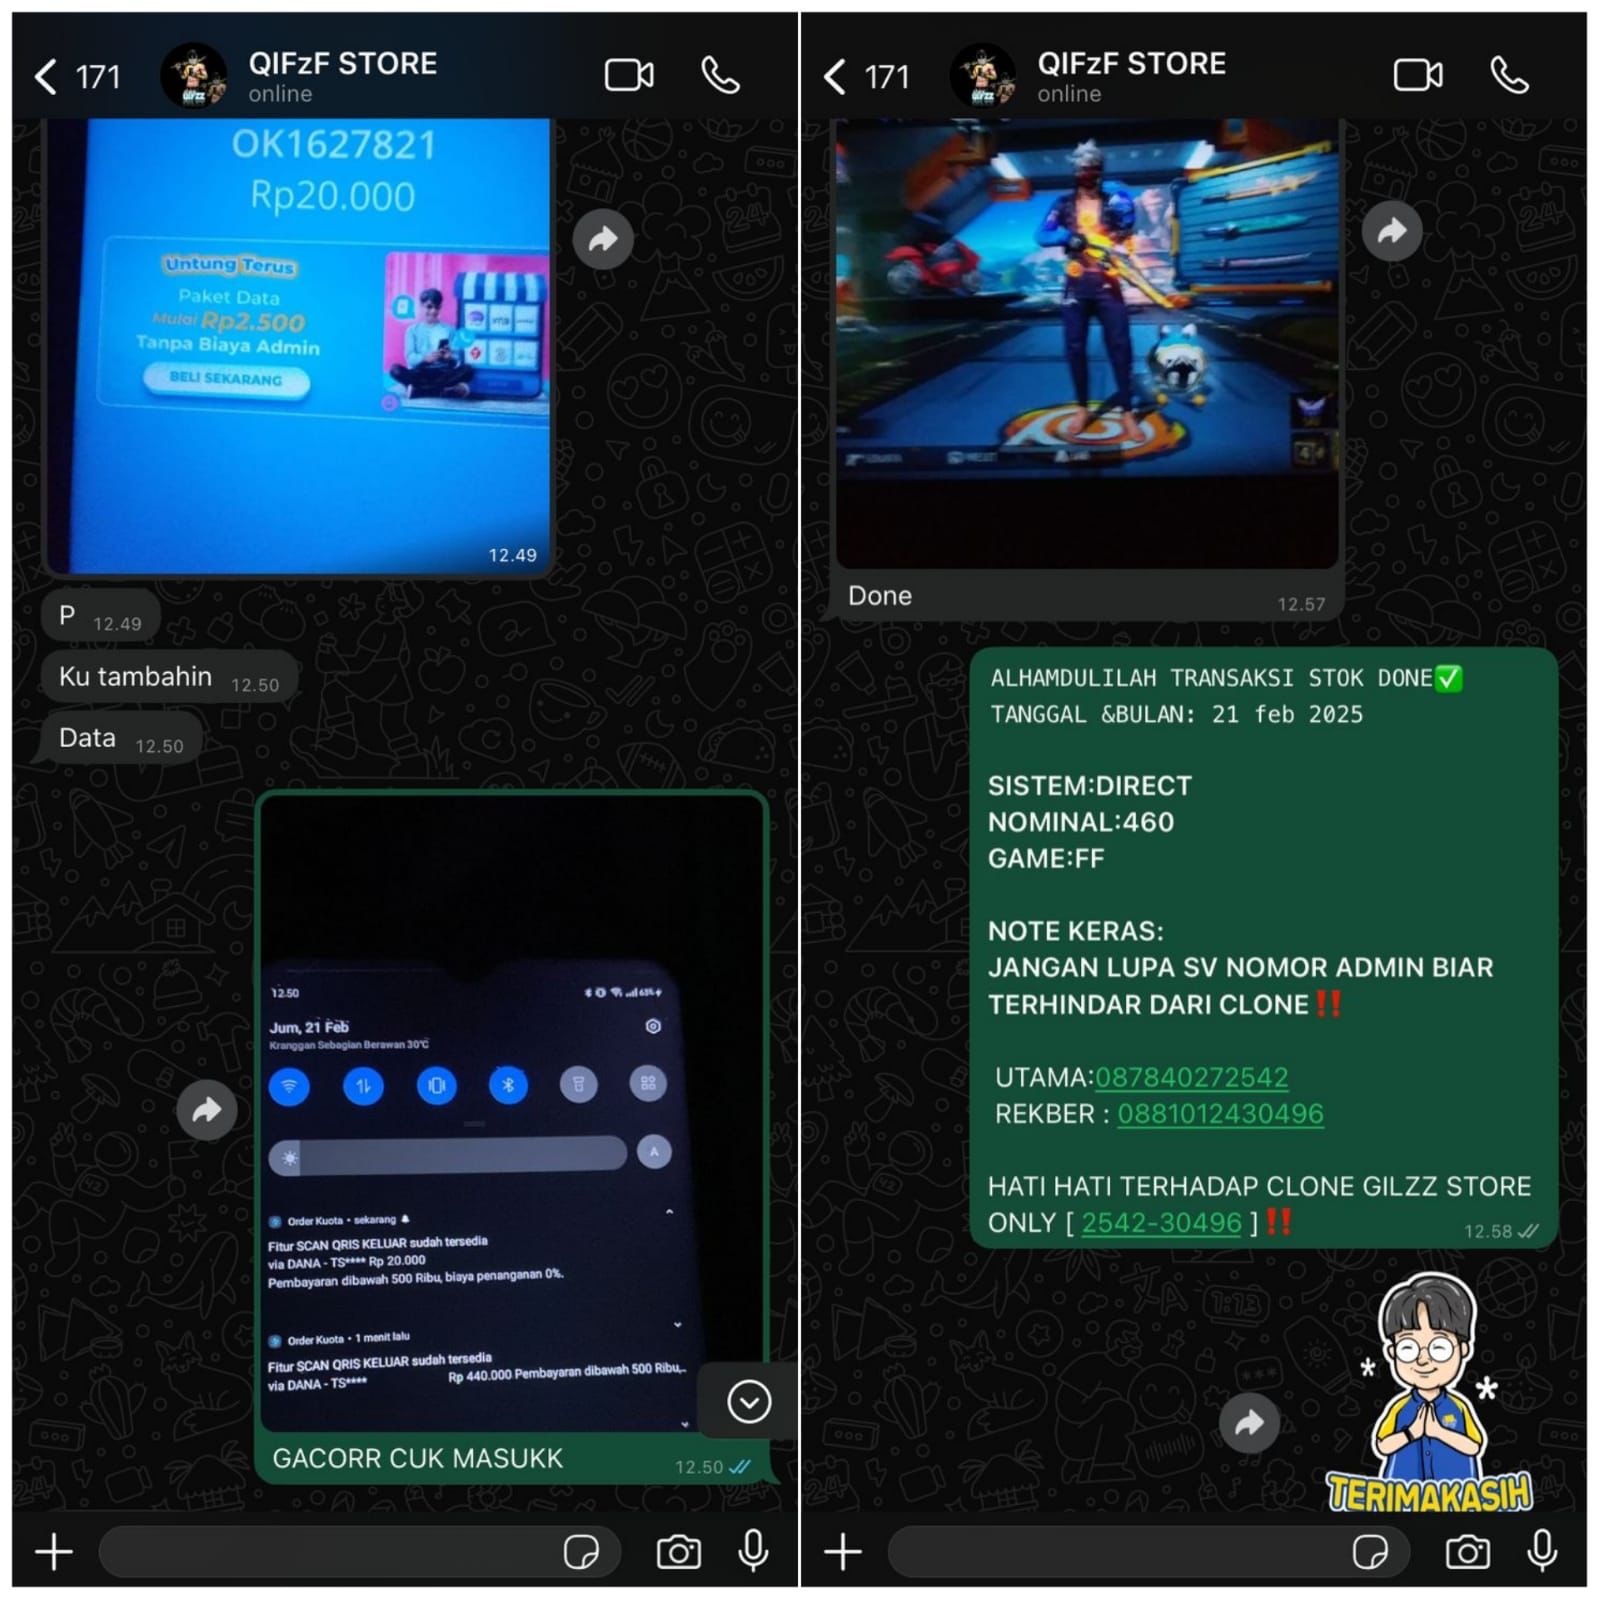 171
QIFzF STORE
online
OK1627821
Rp20.000
Untung Terus
Paket Data
Mulai Rp2.500
Tanpa Biaya Admin
BELI SEKARANG
12.49
P 12.49
Ku tambahin 12.50
Data 12.50
12.50
63%
Jum, 21 Feb
Kranggan Sebagian Berawan 30°C
A
Order Kuota • sekarang
Fitur SCAN QRIS KELUAR sudah tersedia
via DANA - TS**** Rp 20.000
Pembayaran dibawah 500 Ribu, biaya penanganan 0%.
Order Kuota • 1 menit lalu
Fitur SCAN QRIS KELUAR sudah tersedia
via DANA - TS**** Rp 440.000 Pembayaran dibawah 500 Ribu,..
GACORR CUK MASUKK
12.50
171
QIFzF STORE
online
Done
12.57
ALHAMDULILAH TRANSAKSI STOK DONE✅
TANGGAL &BULAN: 21 feb 2025
SISTEM:DIRECT
NOMINAL:460
GAME:FF
NOTE KERAS:
JANGAN LUPA SV NOMOR ADMIN BIAR
TERHINDAR DARI CLONE‼️
UTAMA:087840272542
REKBER : 0881012430496
HATI HATI TERHADAP CLONE GILZZ STORE
ONLY [ 2542-30496 ]‼️
12.58
TERIMAKASIH